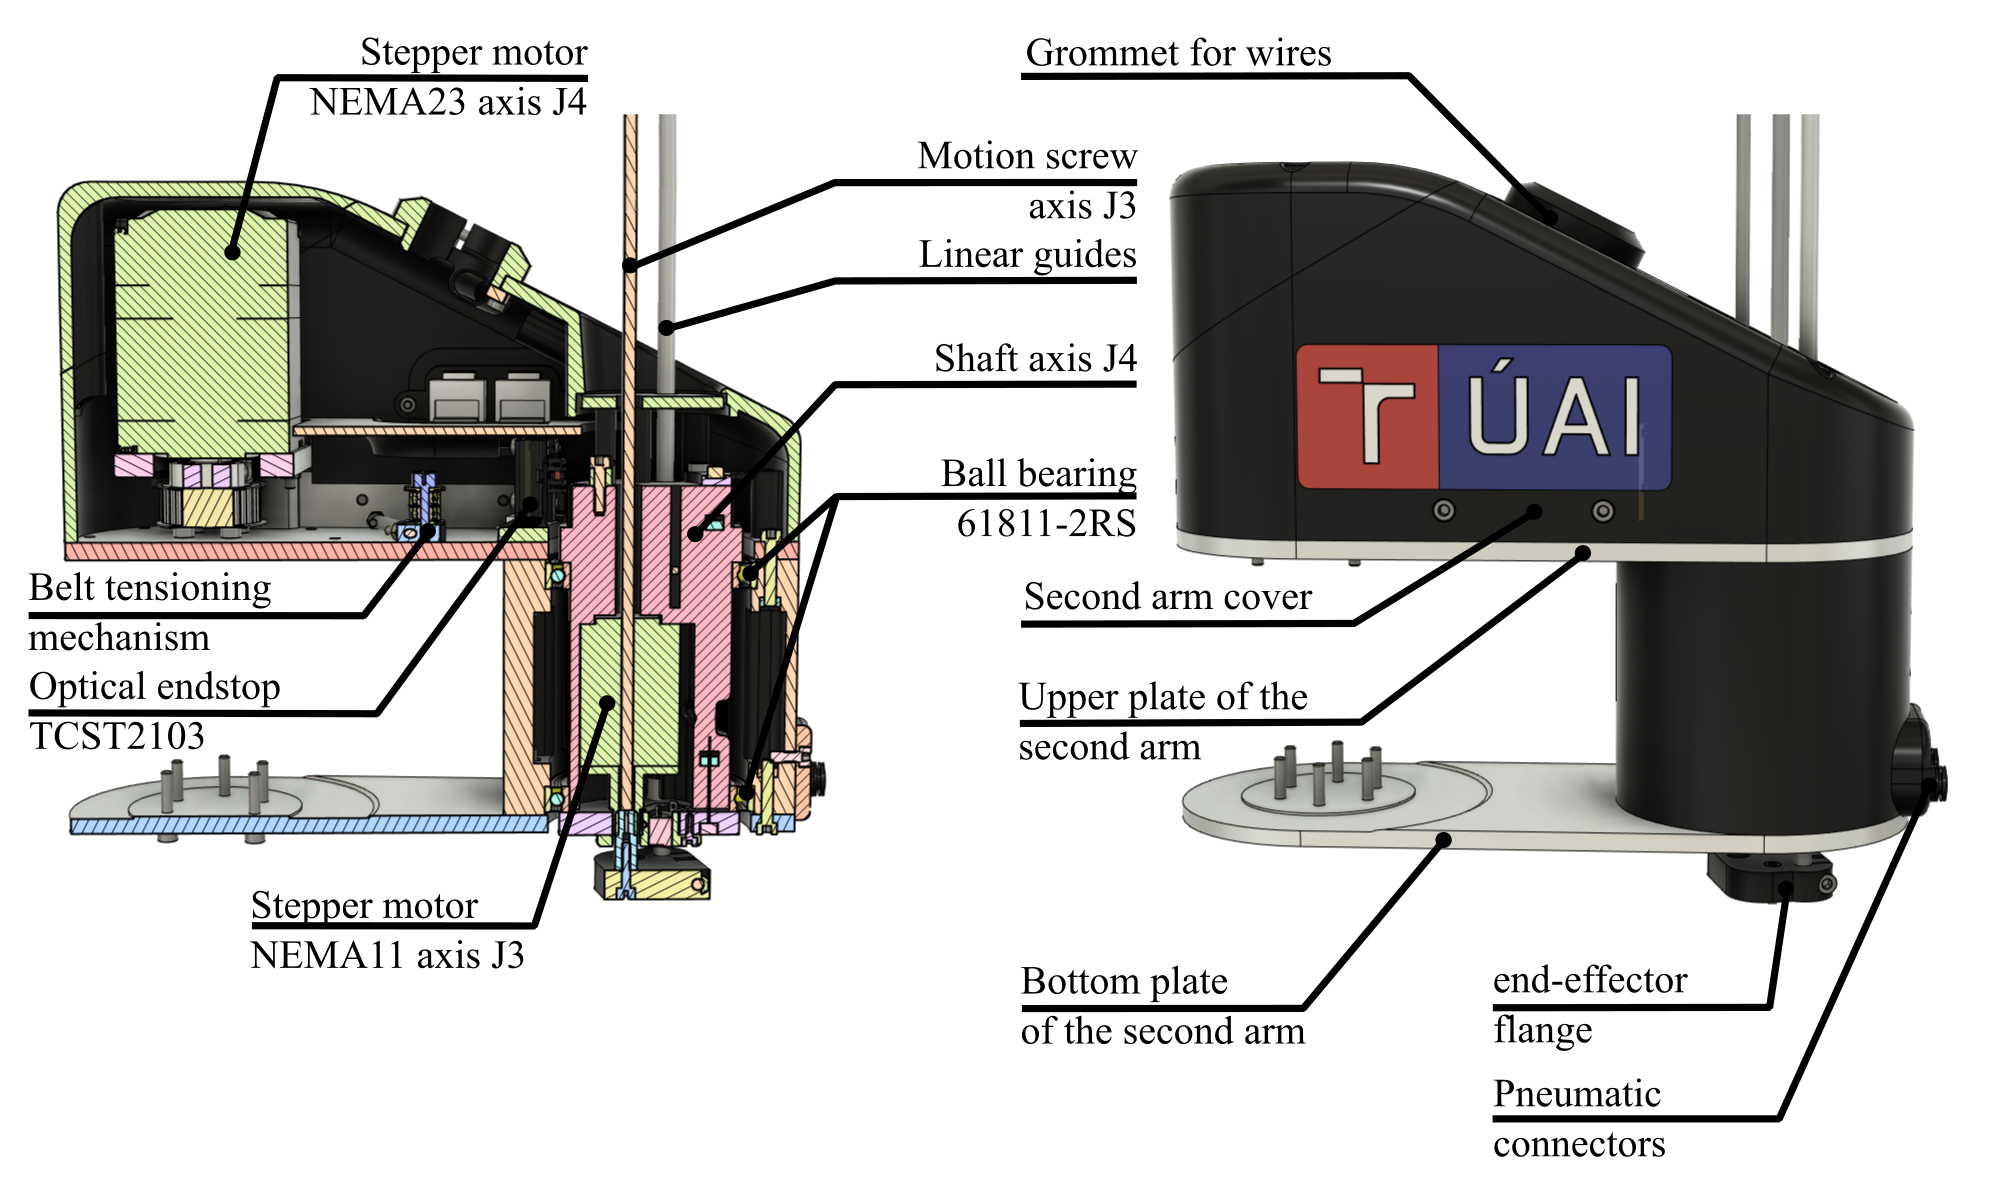 Stepper motor
NEMA23 axis J4
Motion screw
axis J3
Linear guides
Shaft axis J4
Ball bearing
61811-2RS
Belt tensioning
mechanism
Optical endstop
TCST2103
Stepper motor
NEMA11 axis J3
Grommet for wires
T ÚAI
Second arm cover
Upper plate of the
second arm
Bottom plate
of the second arm
end-effector
flange
Pneumatic
connectors